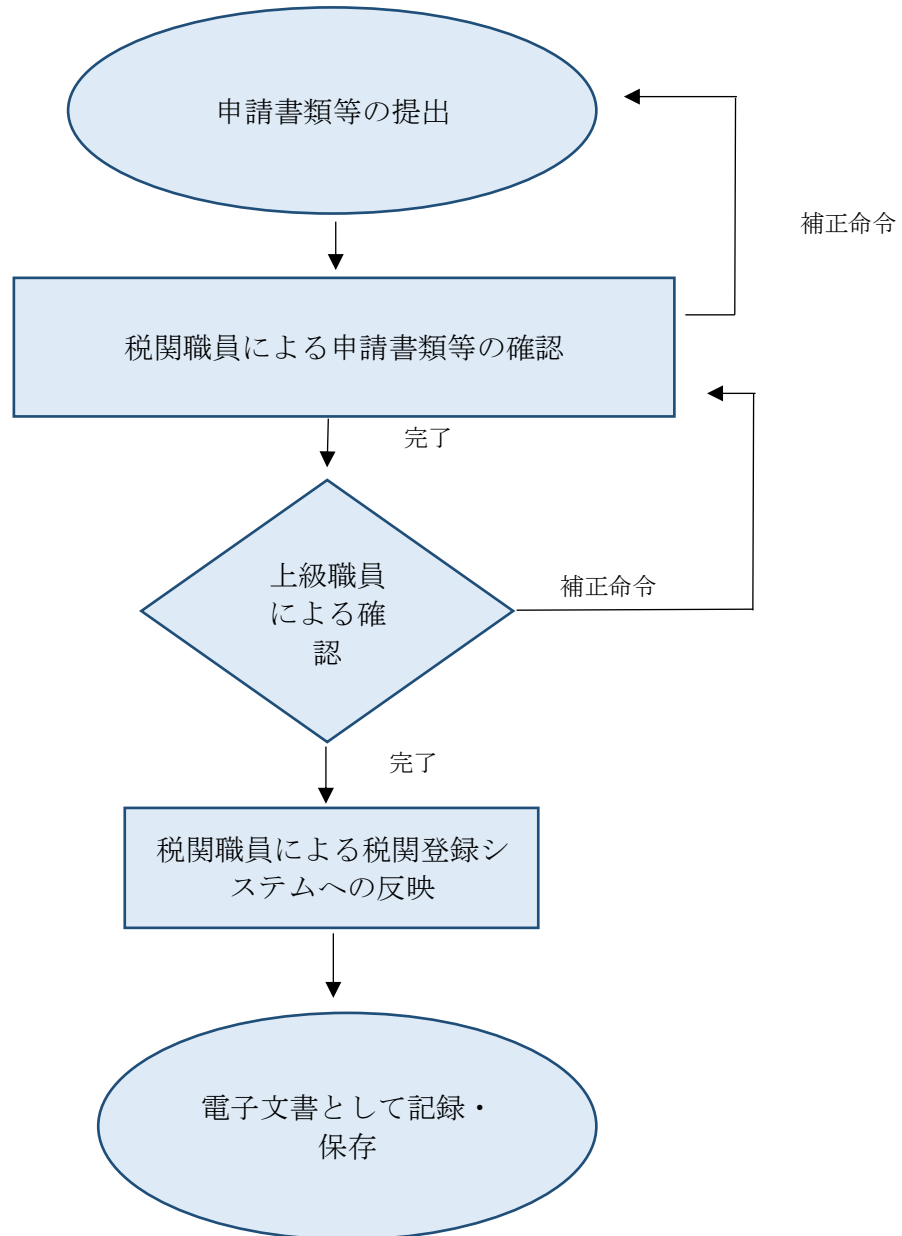 申請書類等の提出
補正命令
税関職員による申請書類等の確認
完了
上級職員
による確
認
補正命令
完了
税関職員による税関登録シ
ステムへの反映
電子文書として記録・
保存